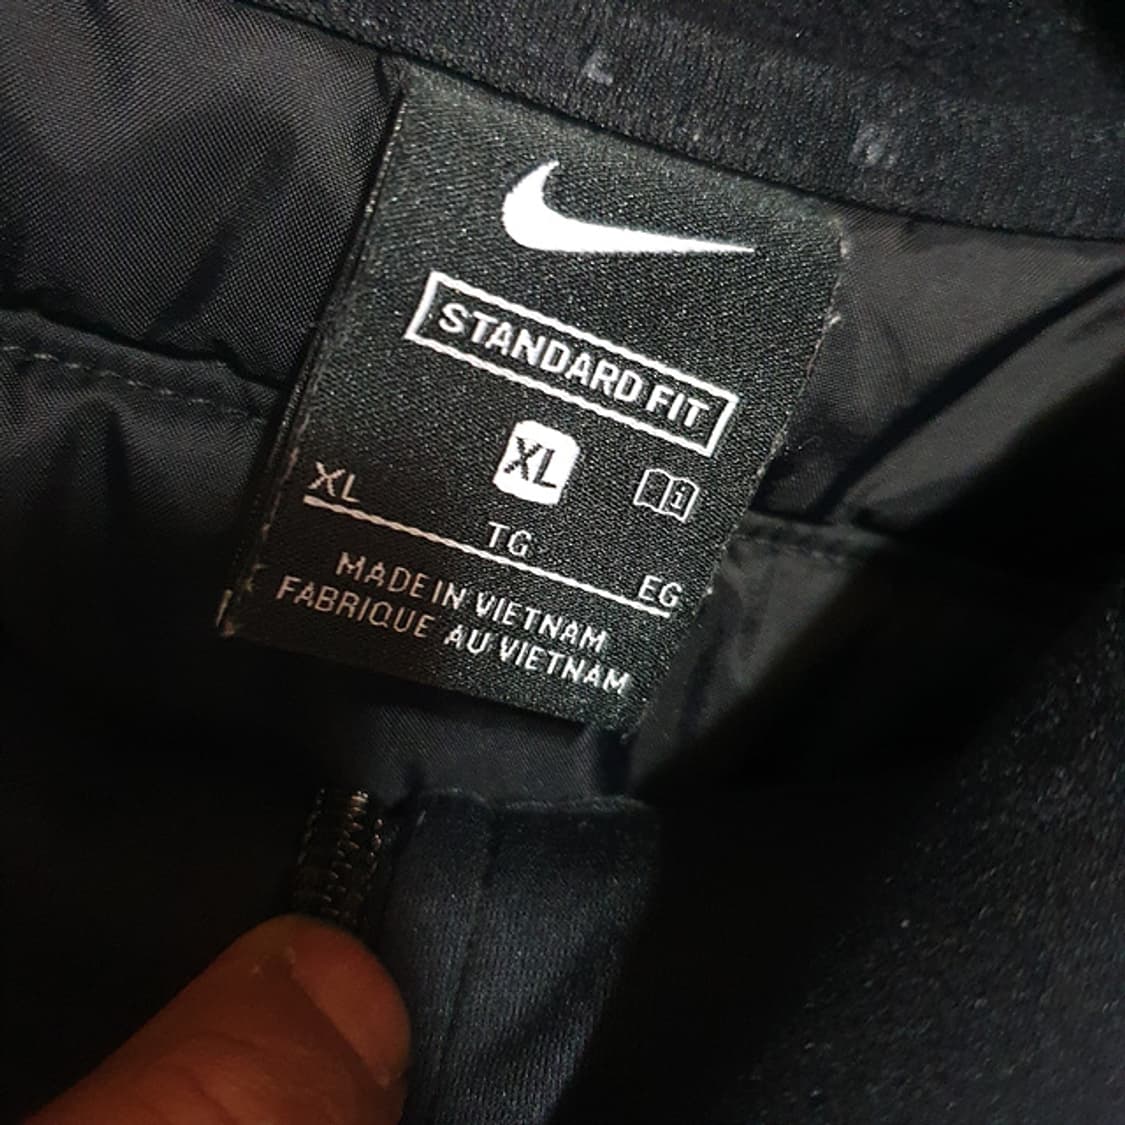 STANDARD FIT
XL
XL TG EG
MADE IN VIETNAM
FABRIQUE AU VIETNAM